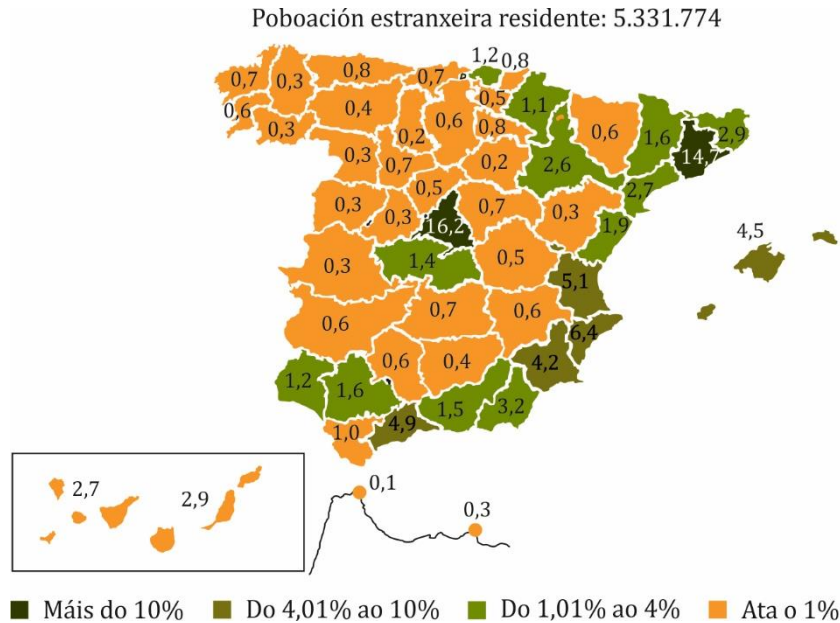 Poboación estranxeira residente: 5.331.774
1,2 0,8
0,7 0,3 0,8 0,7
0,6 0,4 0,5 1,1
0,3 0,2 0,6 0,8 0,6 1,6 2,9
0,3 0,7 0,2 2,6 14,7
0,5 2,7
0,3 0,3 16,2 0,7 0,3 1,9
4,5
0,3 1,4 0,5 5,1
0,6 0,7 0,6 6,4
1,2 1,6 0,6 0,4 4,2
1,0 4,9 1,5 3,2
2,7 2,9 0,1 0,3
Máis do 10% Do 4,01% ao 10% Do 1,01% ao 4% Ata o 1%